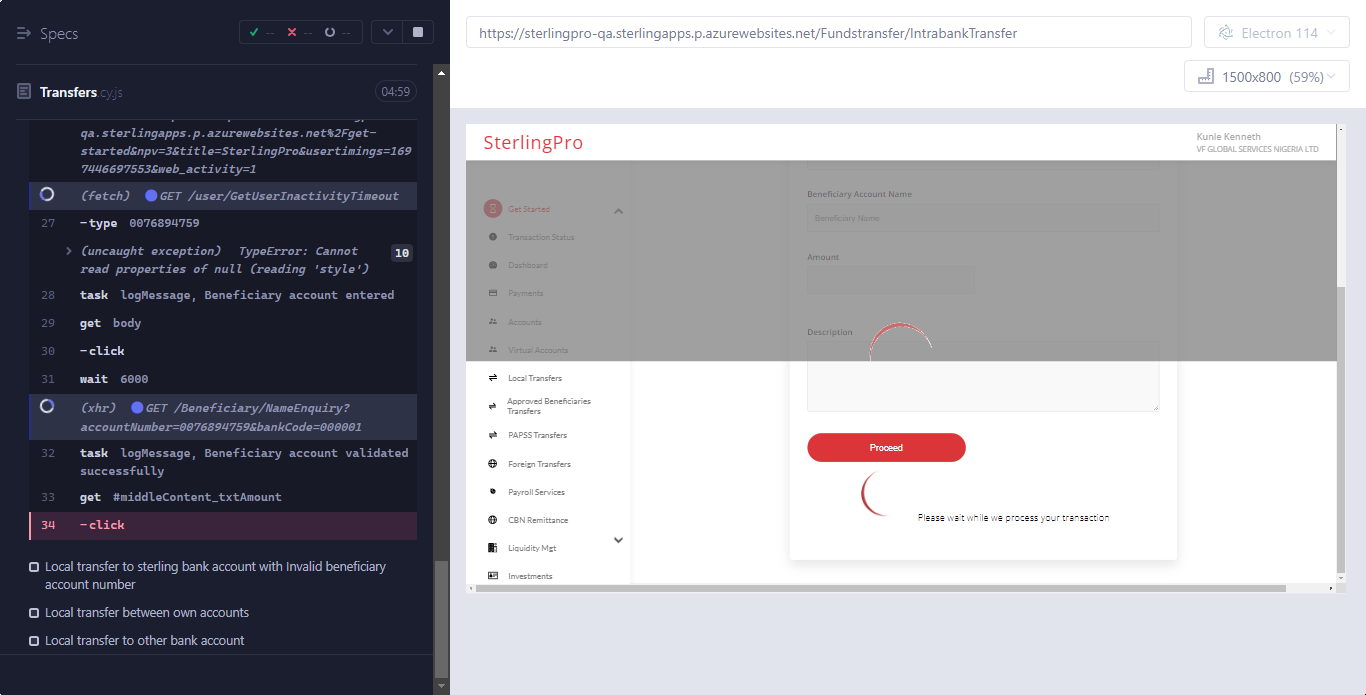 Specs
-- -- --
Transfers.cy.js
04:59
qa.sterlingapps.p.azurewebsites.net%2Fget-
started&npv=3&title=SterlingPro&usertimings=169
7446697553&web_activity=1
(fetch) GET /user/GetUserInactivityTimeout
27 -type 0076894759
(uncaught exception) TypeError: Cannot
read properties of null (reading 'style')
10
28 task logMessage, Beneficiary account entered
29 get body
30 -click
31 wait 6000
(xhr) GET /Beneficiary/NameEnquiry?
accountNumber=0076894759&bankCode=000001
32 task logMessage, Beneficiary account validated
successfully
33 get #middleContent_txtAmount
34 -click
Local transfer to sterling bank account with Invalid beneficiary
account number
Local transfer between own accounts
Local transfer to other bank account
https://sterlingpro-qa.sterlingapps.p.azurewebsites.net/Fundstransfer/IntrabankTransfer
Electron 114
1500x800 (59%)
SterlingPro
Kunle Kenneth
VF GLOBAL SERVICES NIGERIA LTD
Get Started
Transaction Status
Dashboard
Payments
Accounts
Virtual Accounts
Local Transfers
Approved Beneficiaries
Transfers
PAPSS Transfers
Foreign Transfers
Payroll Services
CBN Remittance
Liquidity Mgt
Investments
Beneficiary Account Name
Beneficiary Name
Amount
Description
Proceed
Please wait while we process your transaction